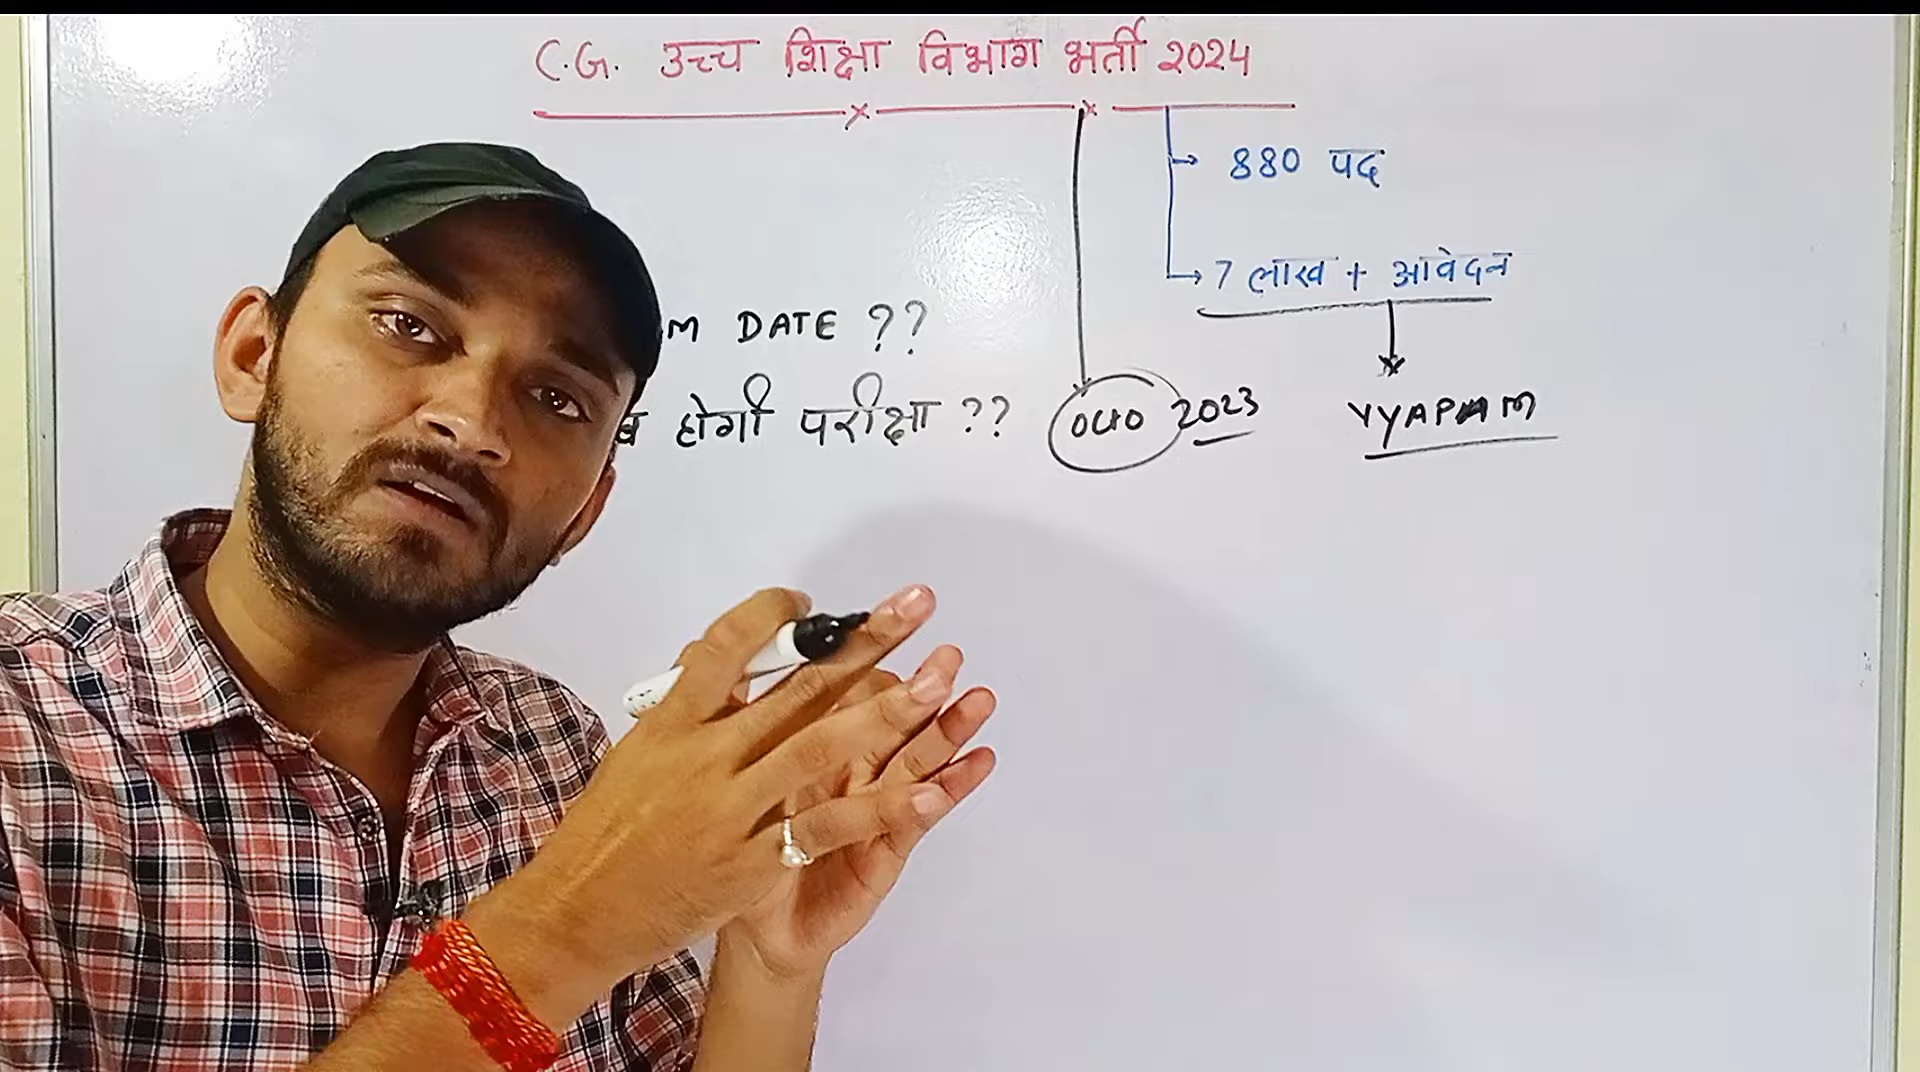 C.G. उच्च शिक्षा विभाग भर्ती 2024
880 पद
7 लाख + आवेदन
DATE ??
होगी परीक्षा ??
2023
VYAPAM